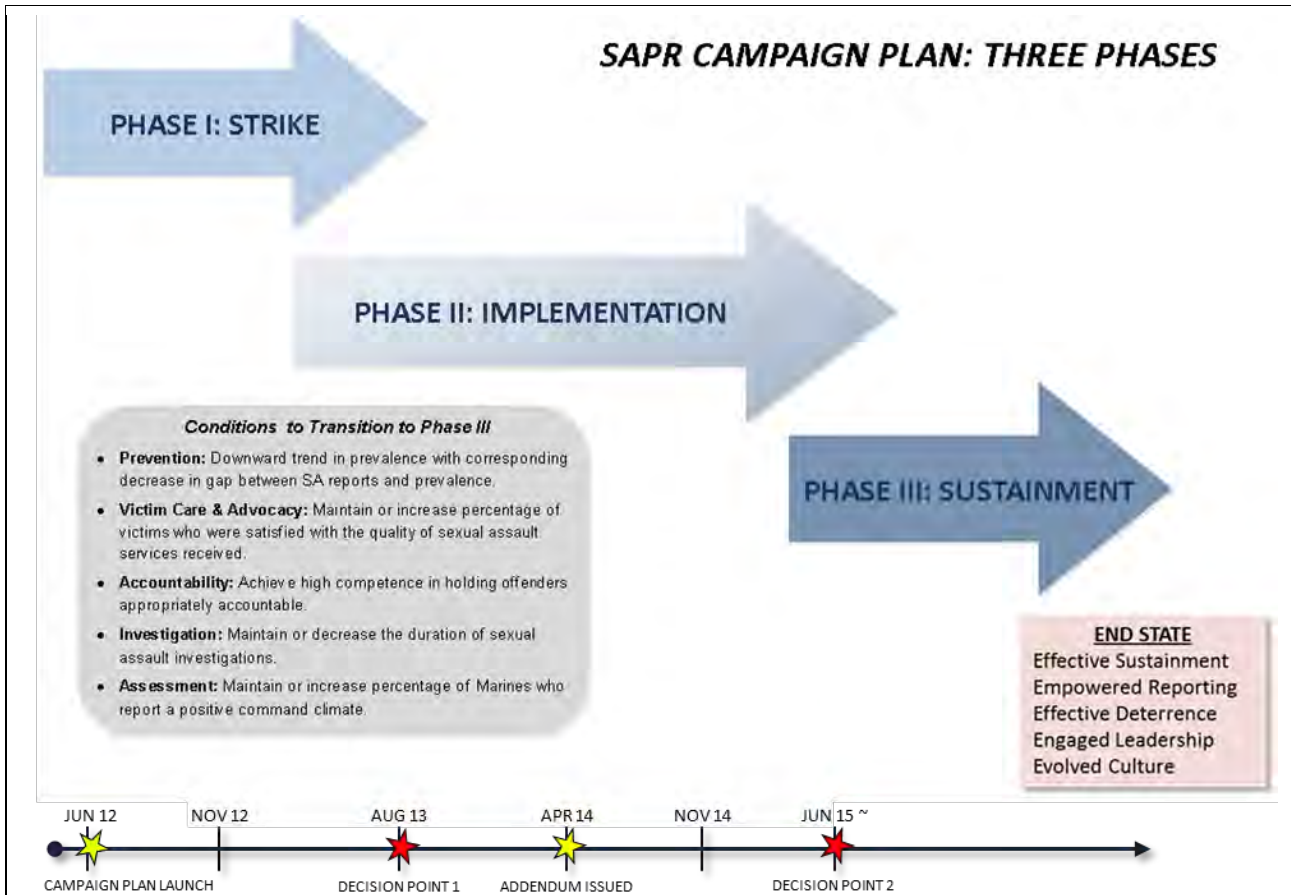 SAPR CAMPAIGN PLAN: THREE PHASES
PHASE I: STRIKE
PHASE II: IMPLEMENTATION
Conditions to Transition to Phase III
• Prevention: Downward trend in prevalence with corresponding
decrease in gap between SA reports and prevalence.
• Victim Care & Advocacy: Maintain or increase percentage of
victims who were satisfied with the quality of sexual assault
services received.
• Accountability: Achieve high competence in holding offenders
appropriately accountable.
• Investigation: Maintain or decrease the duration of sexual
assault investigations.
• Assessment: Maintain or increase percentage of Marines who
report a positive command climate.
PHASE III: SUSTAINMENT
END STATE
Effective Sustainment
Empowered Reporting
Effective Deterrence
Engaged Leadership
Evolved Culture
JUN 12 NOV 12 AUG 13 APR 14 NOV 14 JUN 15 ~
CAMPAIGN PLAN LAUNCH DECISION POINT 1 ADDENDUM ISSUED DECISION POINT 2